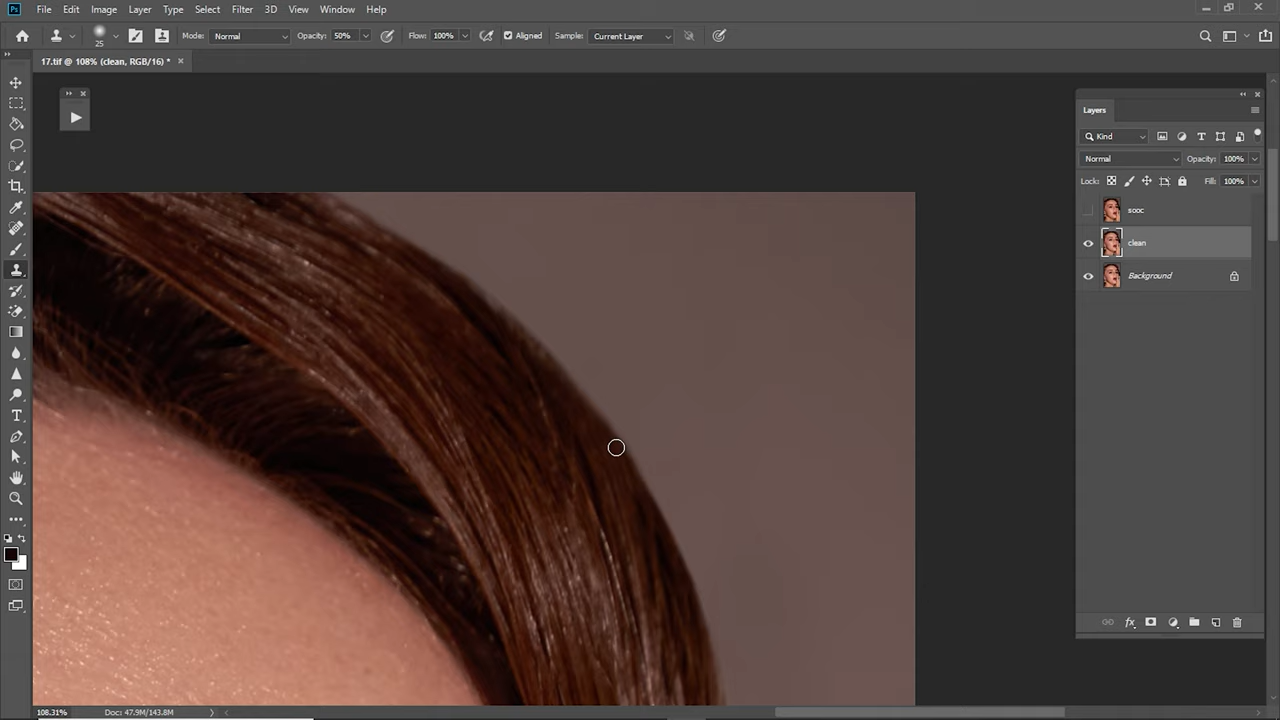 Ps File Edit Image Layer Type Select Filter 3D View Window Help
25 Mode: Normal Opacity: 50% Flow: 100% Aligned Sample: Current Layer
17.tif @ 108% (clean, RGB/16) *
Layers
Kind
Normal Opacity: 100%
Lock: Fill: 100%
sooc
clean
Background
108.31% Doc: 47.9M/143.8M